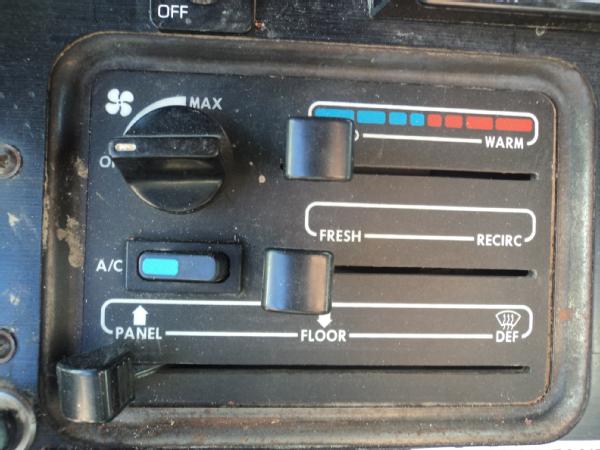 OFF
MAX
WARM
FRESH RECIRC
A/C
PANEL FLOOR DEF